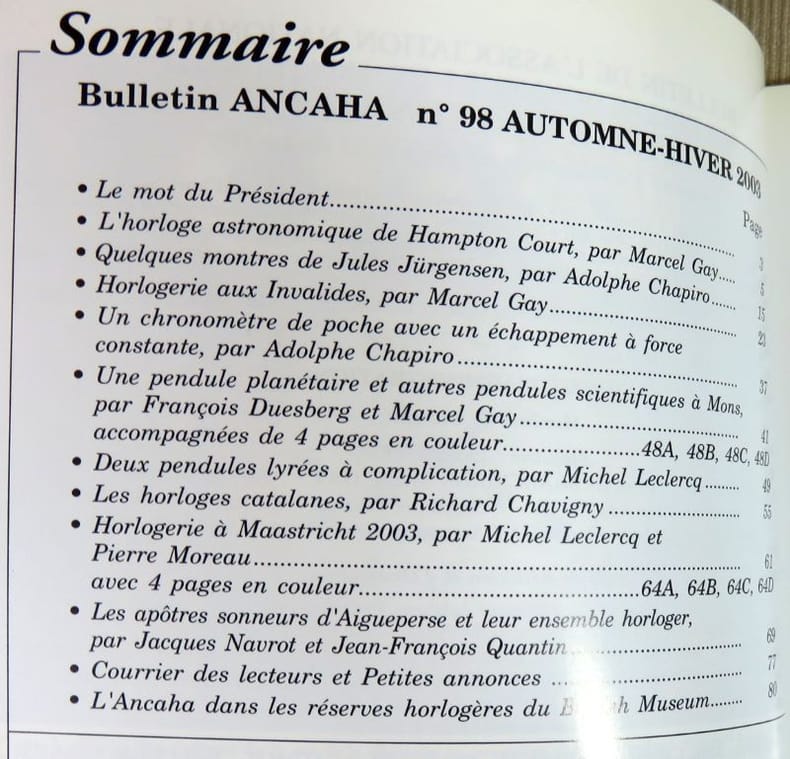 Sommaire
Bulletin ANCAHA n° 98 AUTOMNE-HIVER 2003
Page
• Le mot du Président.......... 3
• L'horloge astronomique de Hampton Court, par Marcel Gay..... 5
• Quelques montres de Jules Jürgensen, par Adolphe Chapiro....... 15
• Horlogerie aux Invalides, par Marcel Gay.......... 23
• Un chronomètre de poche avec un échappement à force
constante, par Adolphe Chapiro.......... 37
• Une pendule planétaire et autres pendules scientifiques à Mons,
par François Duesberg et Marcel Gay.......... 41
accompagnées de 4 pages en couleur..........48A, 48B, 48C, 48D
• Deux pendules lyrées à complication, par Michel Leclercq......... 49
• Les horloges catalanes, par Richard Chavigny.......... 55
• Horlogerie à Maastricht 2003, par Michel Leclercq et
Pierre Moreau.......... 61
avec 4 pages en couleur..........64A, 64B, 64C, 64D
• Les apôtres sonneurs d'Aigueperse et leur ensemble horloger,
par Jacques Navrot et Jean-François Quantin.......... 69
• Courrier des lecteurs et Petites annonces .......... 77
• L'Ancaha dans les réserves horlogères du British Museum........ 80